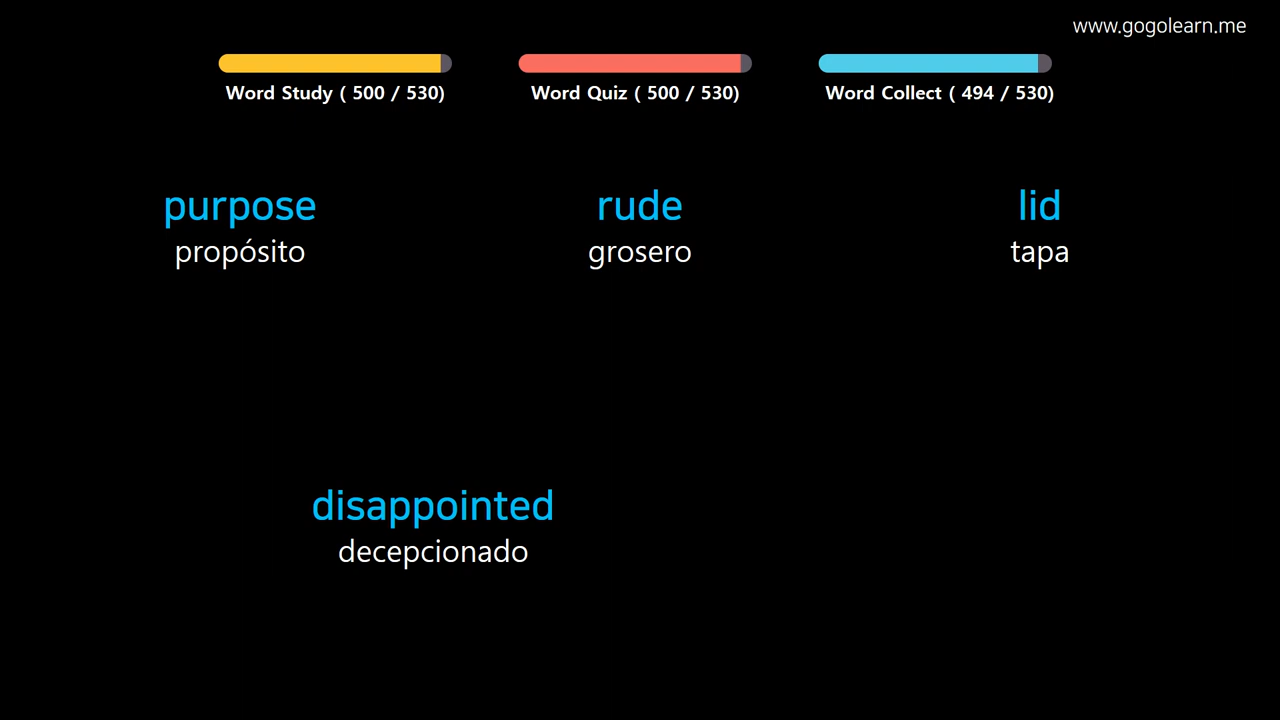 www.gogolearn.me
Word Study ( 500 / 530)
Word Quiz ( 500 / 530)
Word Collect ( 494 / 530)
purpose
propósito
rude
grosero
lid
tapa
disappointed
decepcionado